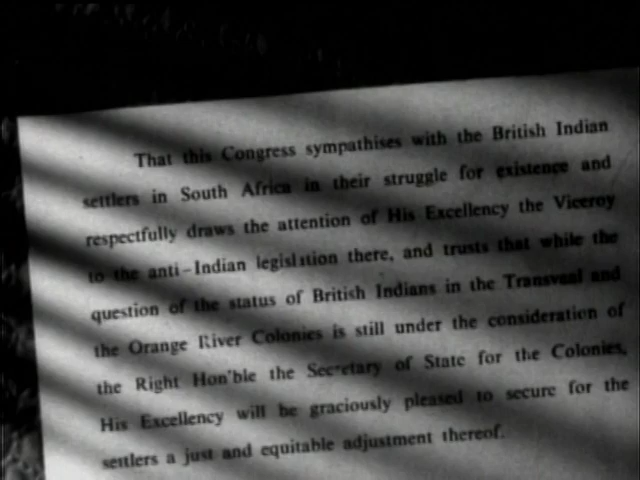 That this Congress sympathises with the British Indian
settlers in South Africa in their struggle for existence and
respectfully draws the attention of His Excellency the Viceroy
to the anti-Indian legislation there, and trusts that while the
question of the status of British Indians in the Transvaal and
the Orange River Colonies is still under the consideration of
the Right Hon'ble the Secretary of State for the Colonies,
His Excellency will be graciously pleased to secure for the
settlers a just and equitable adjustment thereof.